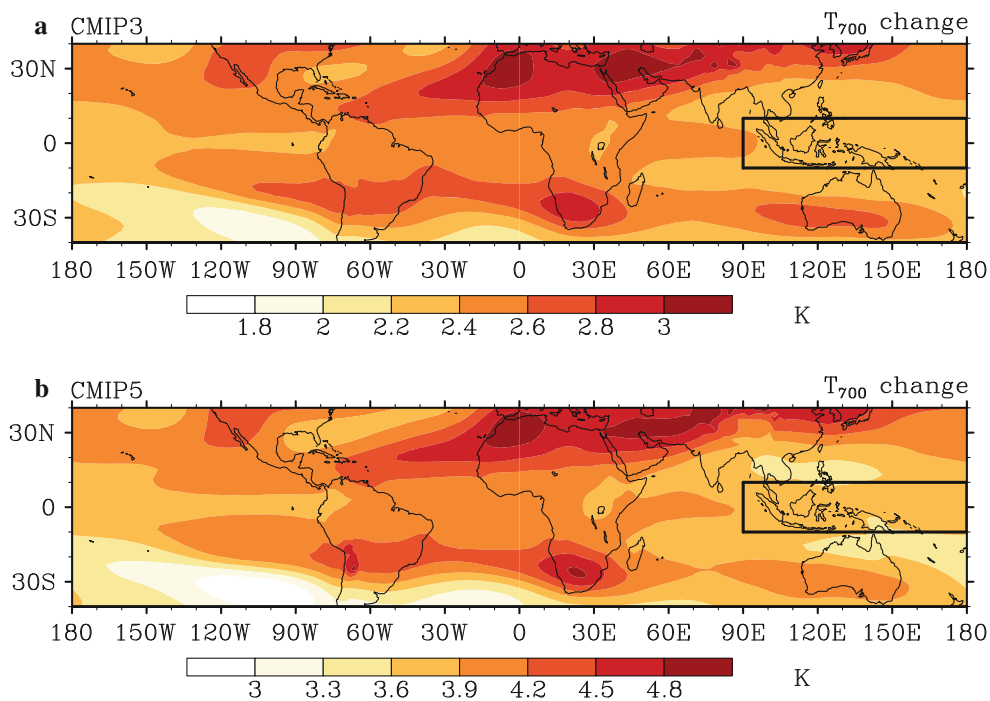 a CMIP3 T700 change
30N
0
30S
180 150W 120W 90W 60W 30W 0 30E 60E 90E 120E 150E 180
1.8 2 2.2 2.4 2.6 2.8 3 K
b CMIP5 T700 change
30N
0
30S
180 150W 120W 90W 60W 30W 0 30E 60E 90E 120E 150E 180
3 3.3 3.6 3.9 4.2 4.5 4.8 K